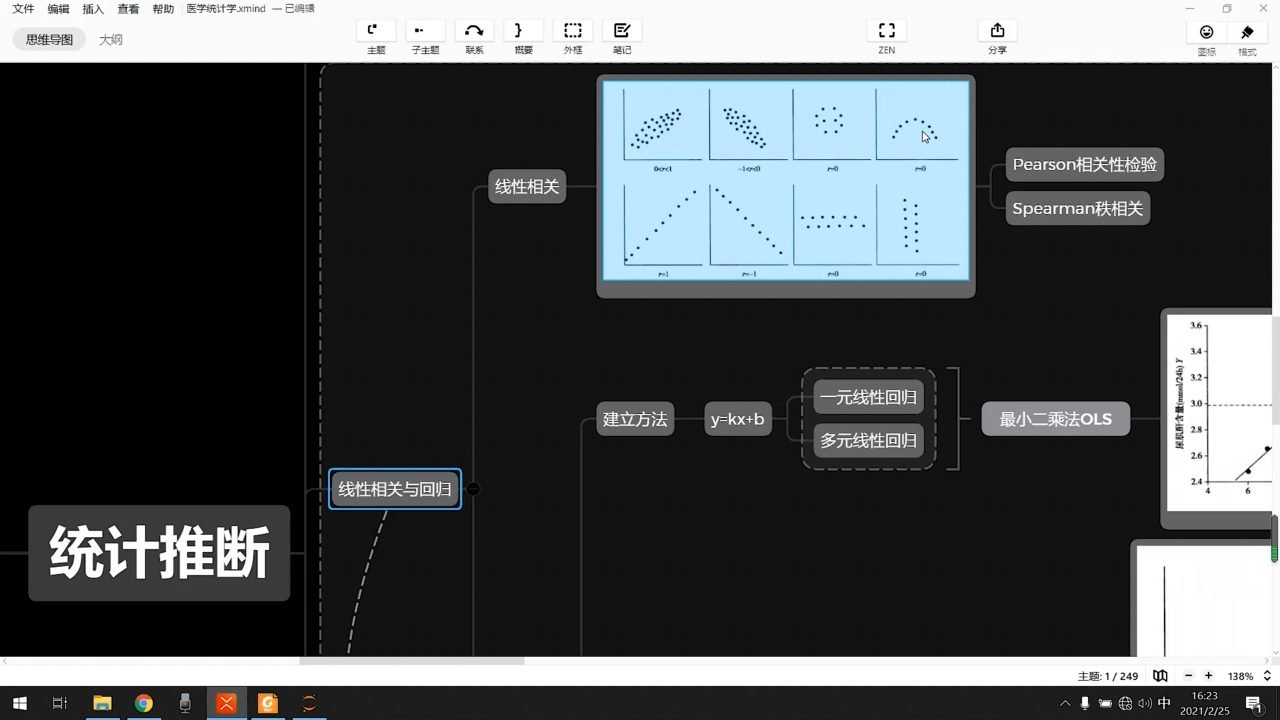 文件 编辑 插入 查看 帮助 医学统计学.xmind — 已编辑
思维导图 大纲
主题 子主题 联系 概要 外框 笔记 ZEN 分享 图标 格式
0<r<1 -1<r<0 r=0 r=0
r=1 r=-1 r=0 r=0
线性相关
Pearson相关性检验
Spearman秩相关
建立方法
y=kx+b
一元线性回归
多元线性回归
最小二乘法OLS
尿肌酐含量(mmol/24h) Y
3.6
3.4
3.2
3.0
2.8
2.6
2.4
4 6
线性相关与回归
统计推断
主题: 1 / 249 138%
中 16:23
2021/2/25
1